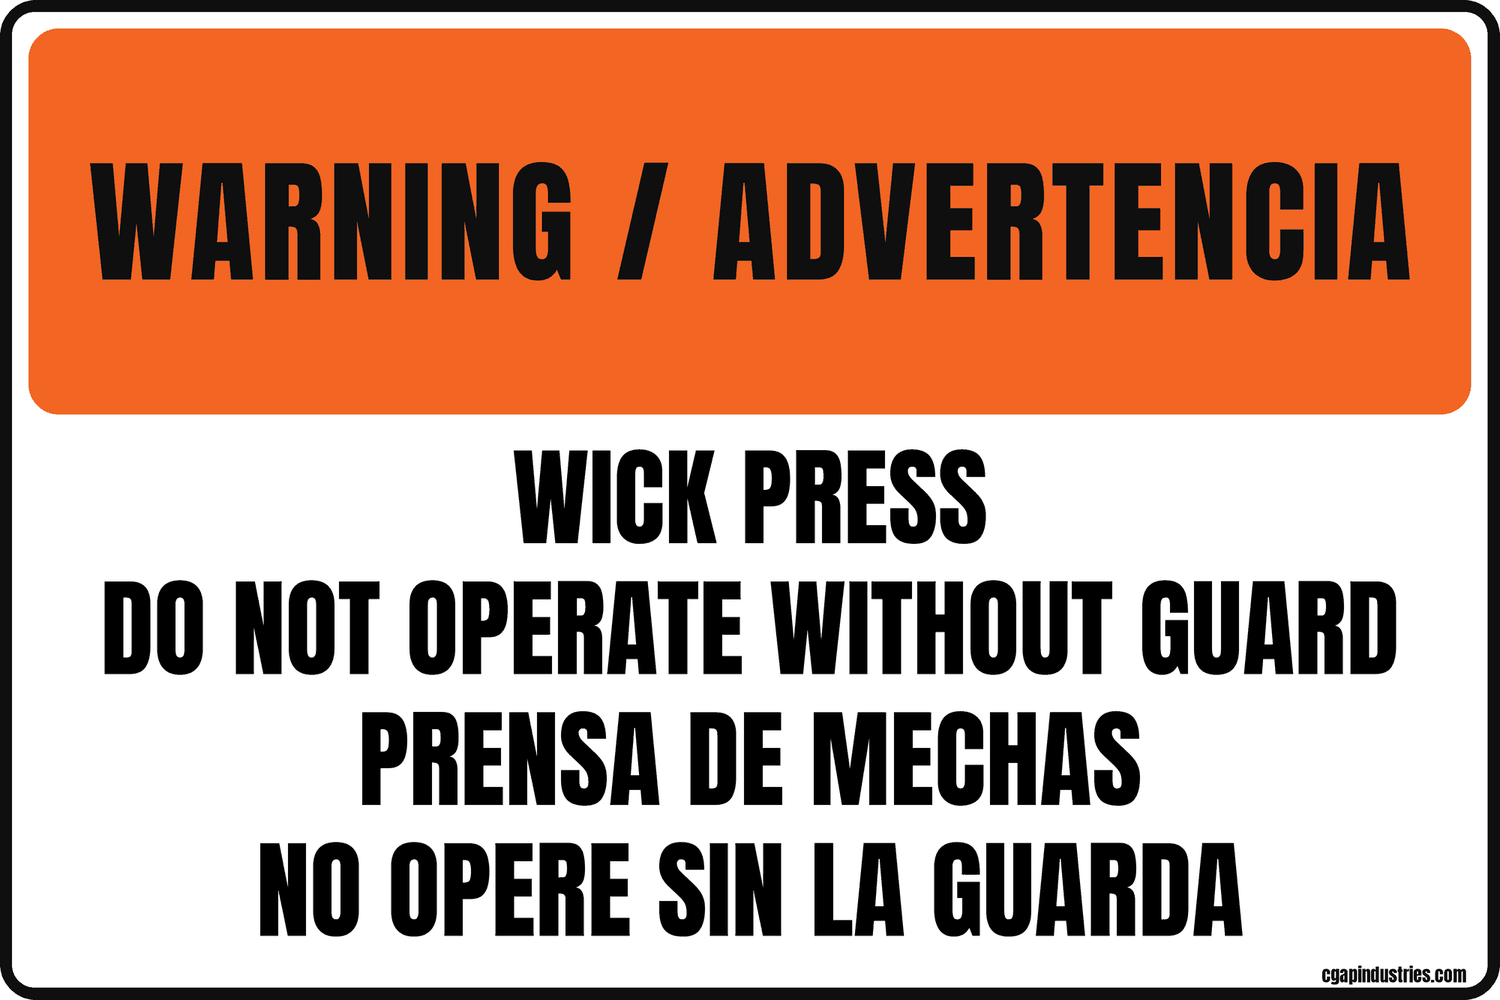 WARNING / ADVERTENCIA
WICK PRESS
DO NOT OPERATE WITHOUT GUARD
PRENSA DE MECHAS
NO OPERE SIN LA GUARDA
cgapindustries.com